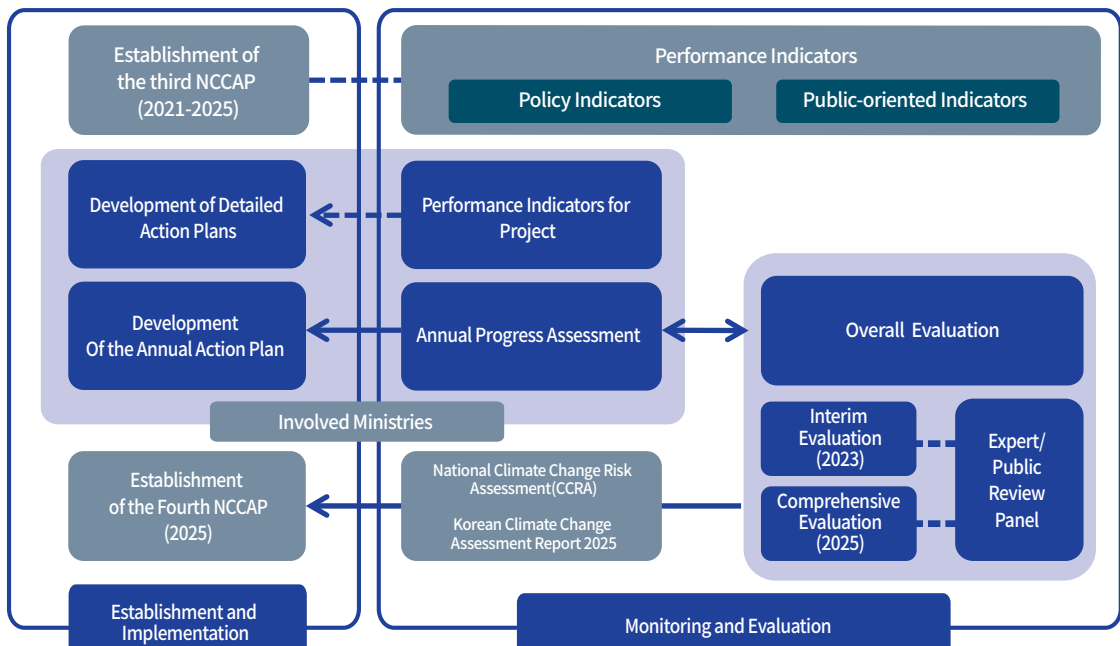 Establishment of
the third NCCAP
(2021-2025)
Performance Indicators
Policy Indicators
Public-oriented Indicators
Development of Detailed
Action Plans
Performance Indicators for
Project
Development
Of the Annual Action Plan
Annual Progress Assessment
Overall Evaluation
Involved Ministries
Interim
Evaluation
(2023)
Comprehensive
Evaluation
(2025)
Expert/
Public
Review
Panel
Establishment
of the Fourth NCCAP
(2025)
National Climate Change Risk
Assessment(CCRA)
Korean Climate Change
Assessment Report 2025
Establishment and
Implementation
Monitoring and Evaluation